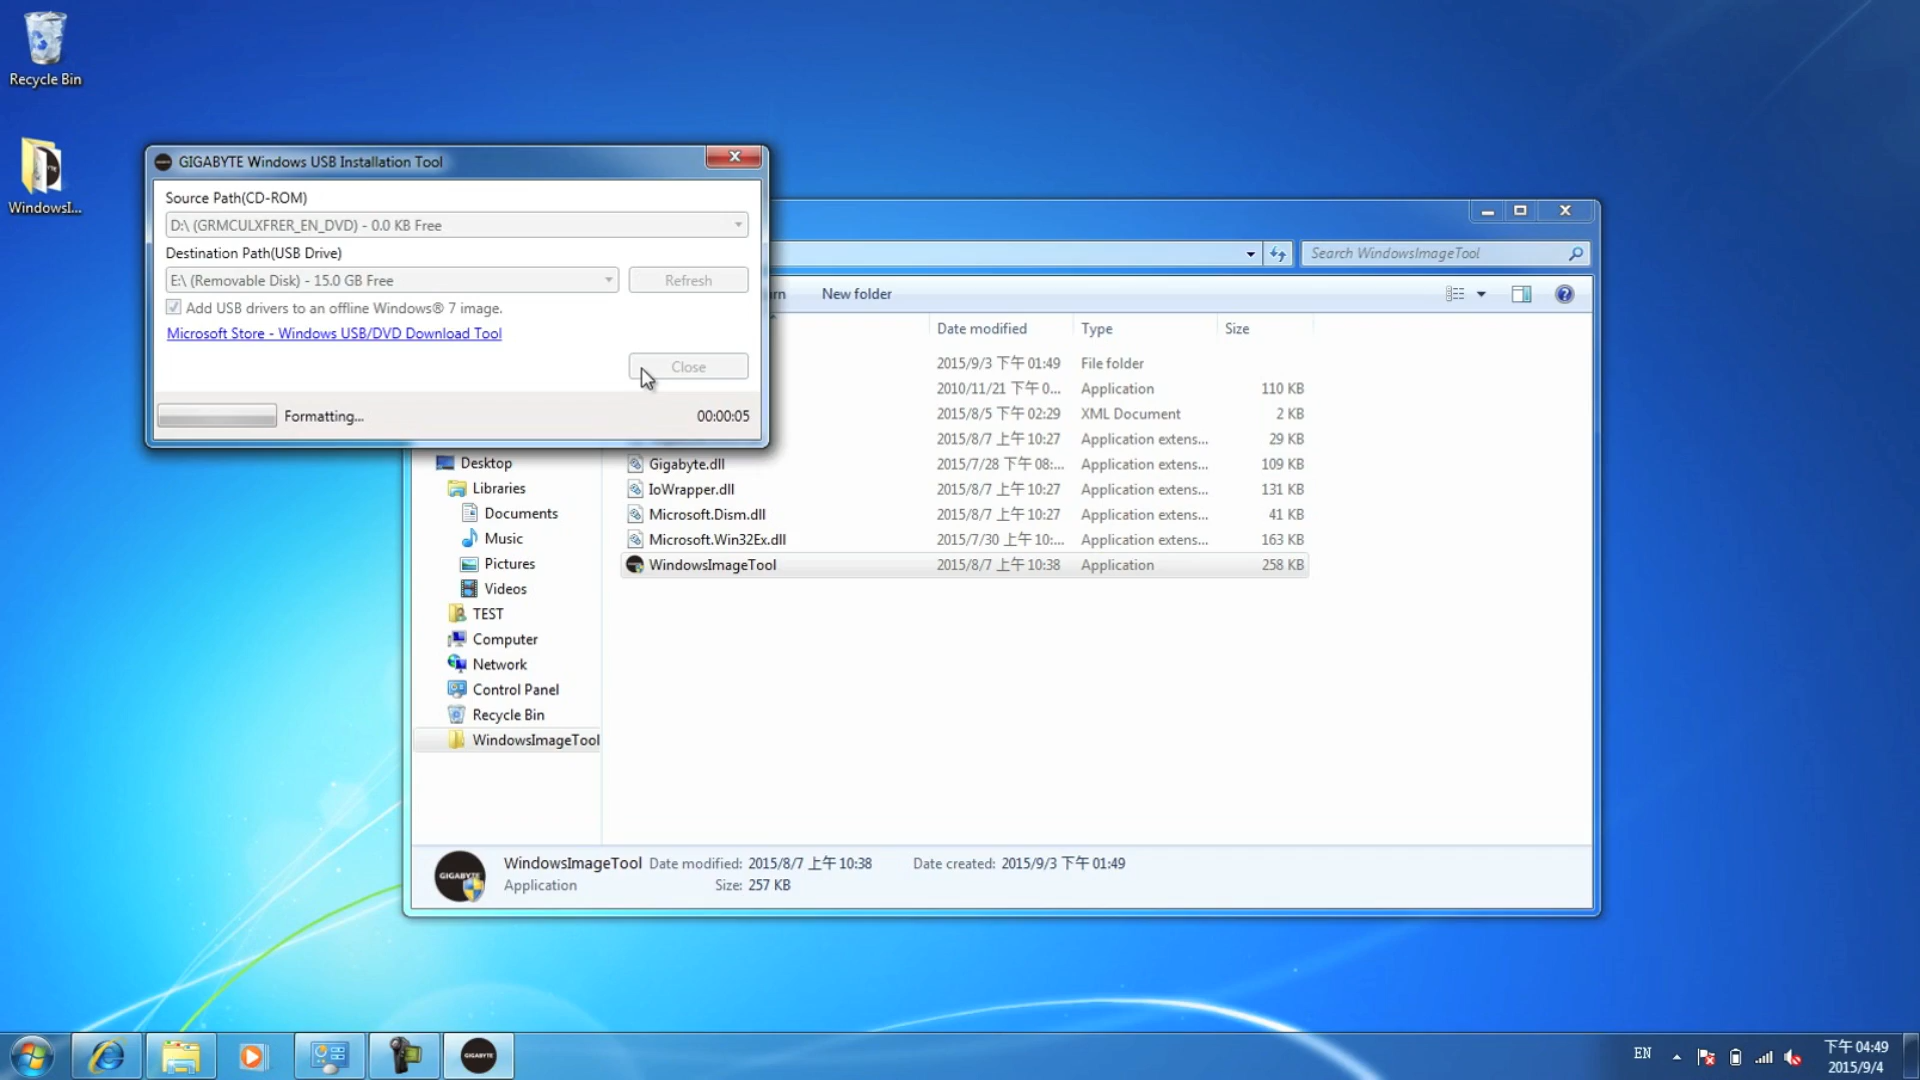 Recycle Bin
WindowsI...
GIGABYTE Windows USB Installation Tool
Source Path(CD-ROM)
D:\ (GRMCULXFRER_EN_DVD) - 0.0 KB Free
Destination Path(USB Drive)
E:\ (Removable Disk) - 15.0 GB Free
Refresh
Add USB drivers to an offline Windows® 7 image.
Microsoft Store - Windows USB/DVD Download Tool
Close
Formatting...
00:00:05
Search WindowsImageTool
New folder
Date modified
Type
Size
2015/9/3 下午 01:49 File folder
2010/11/21 下午 0... Application 110 KB
2015/8/5 下午 02:29 XML Document 2 KB
2015/8/7 上午 10:27 Application extens... 29 KB
Gigabyte.dll 2015/7/28 下午 08:... Application extens... 109 KB
IoWrapper.dll 2015/8/7 上午 10:27 Application extens... 131 KB
Microsoft.Dism.dll 2015/8/7 上午 10:27 Application extens... 41 KB
Microsoft.Win32Ex.dll 2015/7/30 上午 10:... Application extens... 163 KB
WindowsImageTool 2015/8/7 上午 10:38 Application 258 KB
Desktop
Libraries
Documents
Music
Pictures
Videos
TEST
Computer
Network
Control Panel
Recycle Bin
WindowsImageTool
GIGABYTE
WindowsImageTool Date modified: 2015/8/7 上午 10:38 Date created: 2015/9/3 下午 01:49
Application Size: 257 KB
GIGABYTE
EN
下午 04:49
2015/9/4